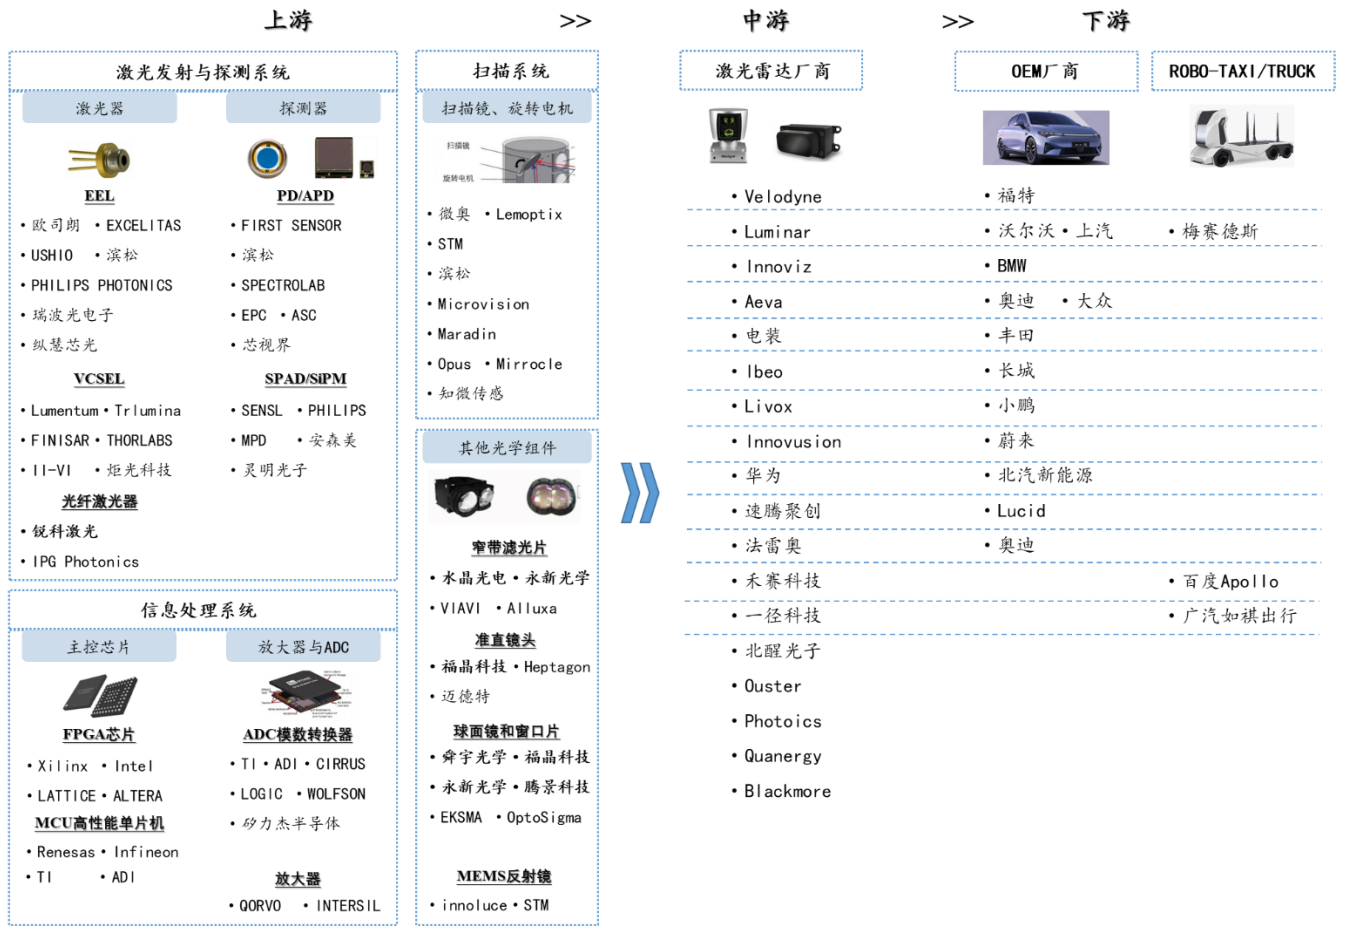 上游 >> 中游 >> 下游
激光发射与探测系统
激光器
EEL
·欧司朗 ·EXCELITAS
·USHIO ·滨松
·PHILIPS PHOTONICS
·瑞波光电子
·纵慧芯光
VCSEL
·Lumentum·Trlumina
·FINISAR·THORLABS
·II-VI ·炬光科技
光纤激光器
·锐科激光
·IPG Photonics
探测器
PD/APD
·FIRST SENSOR
·滨松
·SPECTROLAB
·EPC ·ASC
·芯视界
SPAD/SiPM
·SENSL ·PHILIPS
·MPD ·安森美
·灵明光子
信息处理系统
主控芯片
FPGA芯片
·Xilinx ·Intel
·LATTICE·ALTERA
MCU高性能单片机
·Renesas·Infineon
·TI ·ADI
放大器与ADC
ADC模数转换器
·TI·ADI·CIRRUS
·LOGIC ·WOLFSON
·矽力杰半导体
放大器
·QORVO ·INTERSIL
扫描系统
扫描镜、旋转电机
扫描镜
旋转电机
·微奥 ·Lemoptix
·STM
·滨松
·Microvision
·Maradin
·Opus ·Mirrocle
·知微传感
其他光学组件
窄带滤光片
·水晶光电·永新光学
·VIAVI ·Alluxa
准直镜头
·福晶科技·Heptagon
·迈德特
球面镜和窗口片
·舜宇光学·福晶科技
·永新光学·腾景科技
·EKSMA ·OptoSigma
MEMS反射镜
·innoluce·STM
激光雷达厂商 OEM厂商 ROBO-TAXI/TRUCK
·Velodyne ·福特
·Luminar ·沃尔沃·上汽 ·梅赛德斯
·Innoviz ·BMW
·Aeva ·奥迪 ·大众
·电装 ·丰田
·Ibeo ·长城
·Livox ·小鹏
·Innovusion ·蔚来
·华为 ·北汽新能源
·速腾聚创 ·Lucid
·法雷奥 ·奥迪
·禾赛科技 ·百度Apollo
·一径科技 ·广汽如祺出行
·北醒光子
·Ouster
·Photoics
·Quanergy
·Blackmore